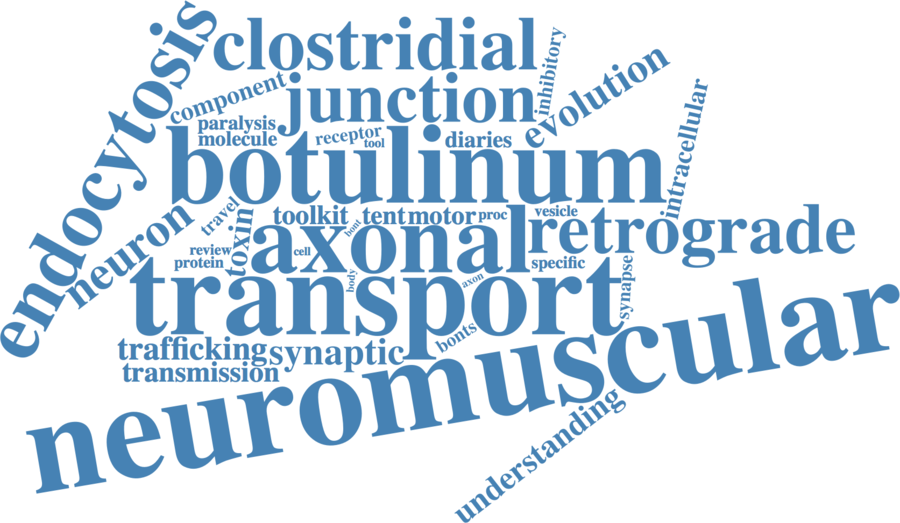 endocytosis
clostridial
inhibitory
evolution
component
junction
intracellular
paralysis
receptor
tool
diaries
molecule
botulinum
travel
neuron
toxin
toolkit
tent
motor
proc
vesicle
bont
axonal
retrograde
review
cell
protein
specific
body
axon
synapse
transport
bonts
trafficking
synaptic
transmission
neuromuscular
understanding